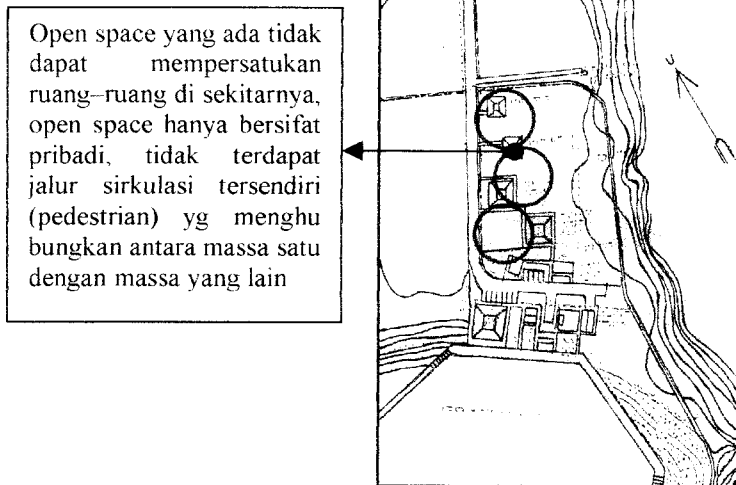 Open space yang ada tidak
dapat mempersatukan
ruang–ruang di sekitarnya,
open space hanya bersifat
pribadi, tidak terdapat
jalur sirkulasi tersendiri
(pedestrian) yg menghu
bungkan antara massa satu
dengan massa yang lain